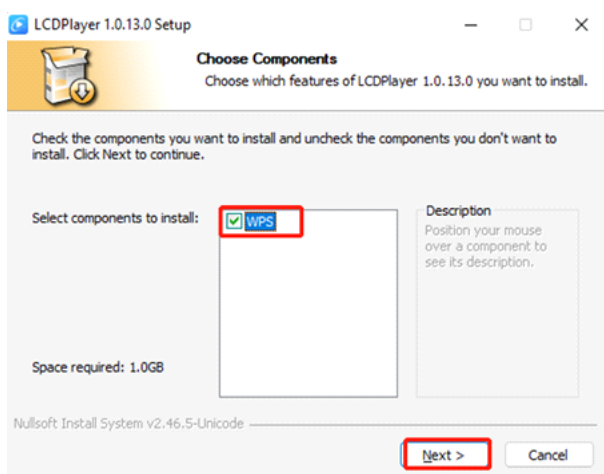 LCDPlayer 1.0.13.0 Setup
Choose Components
Choose which features of LCDPlayer 1.0.13.0 you want to install.
Check the components you want to install and uncheck the components you don't want to
install. Click Next to continue.
Select components to install:
WPS
Description
Position your mouse
over a component to
see its description.
Space required: 1.0GB
Nullsoft Install System v2.46.5-Unicode
Next >
Cancel